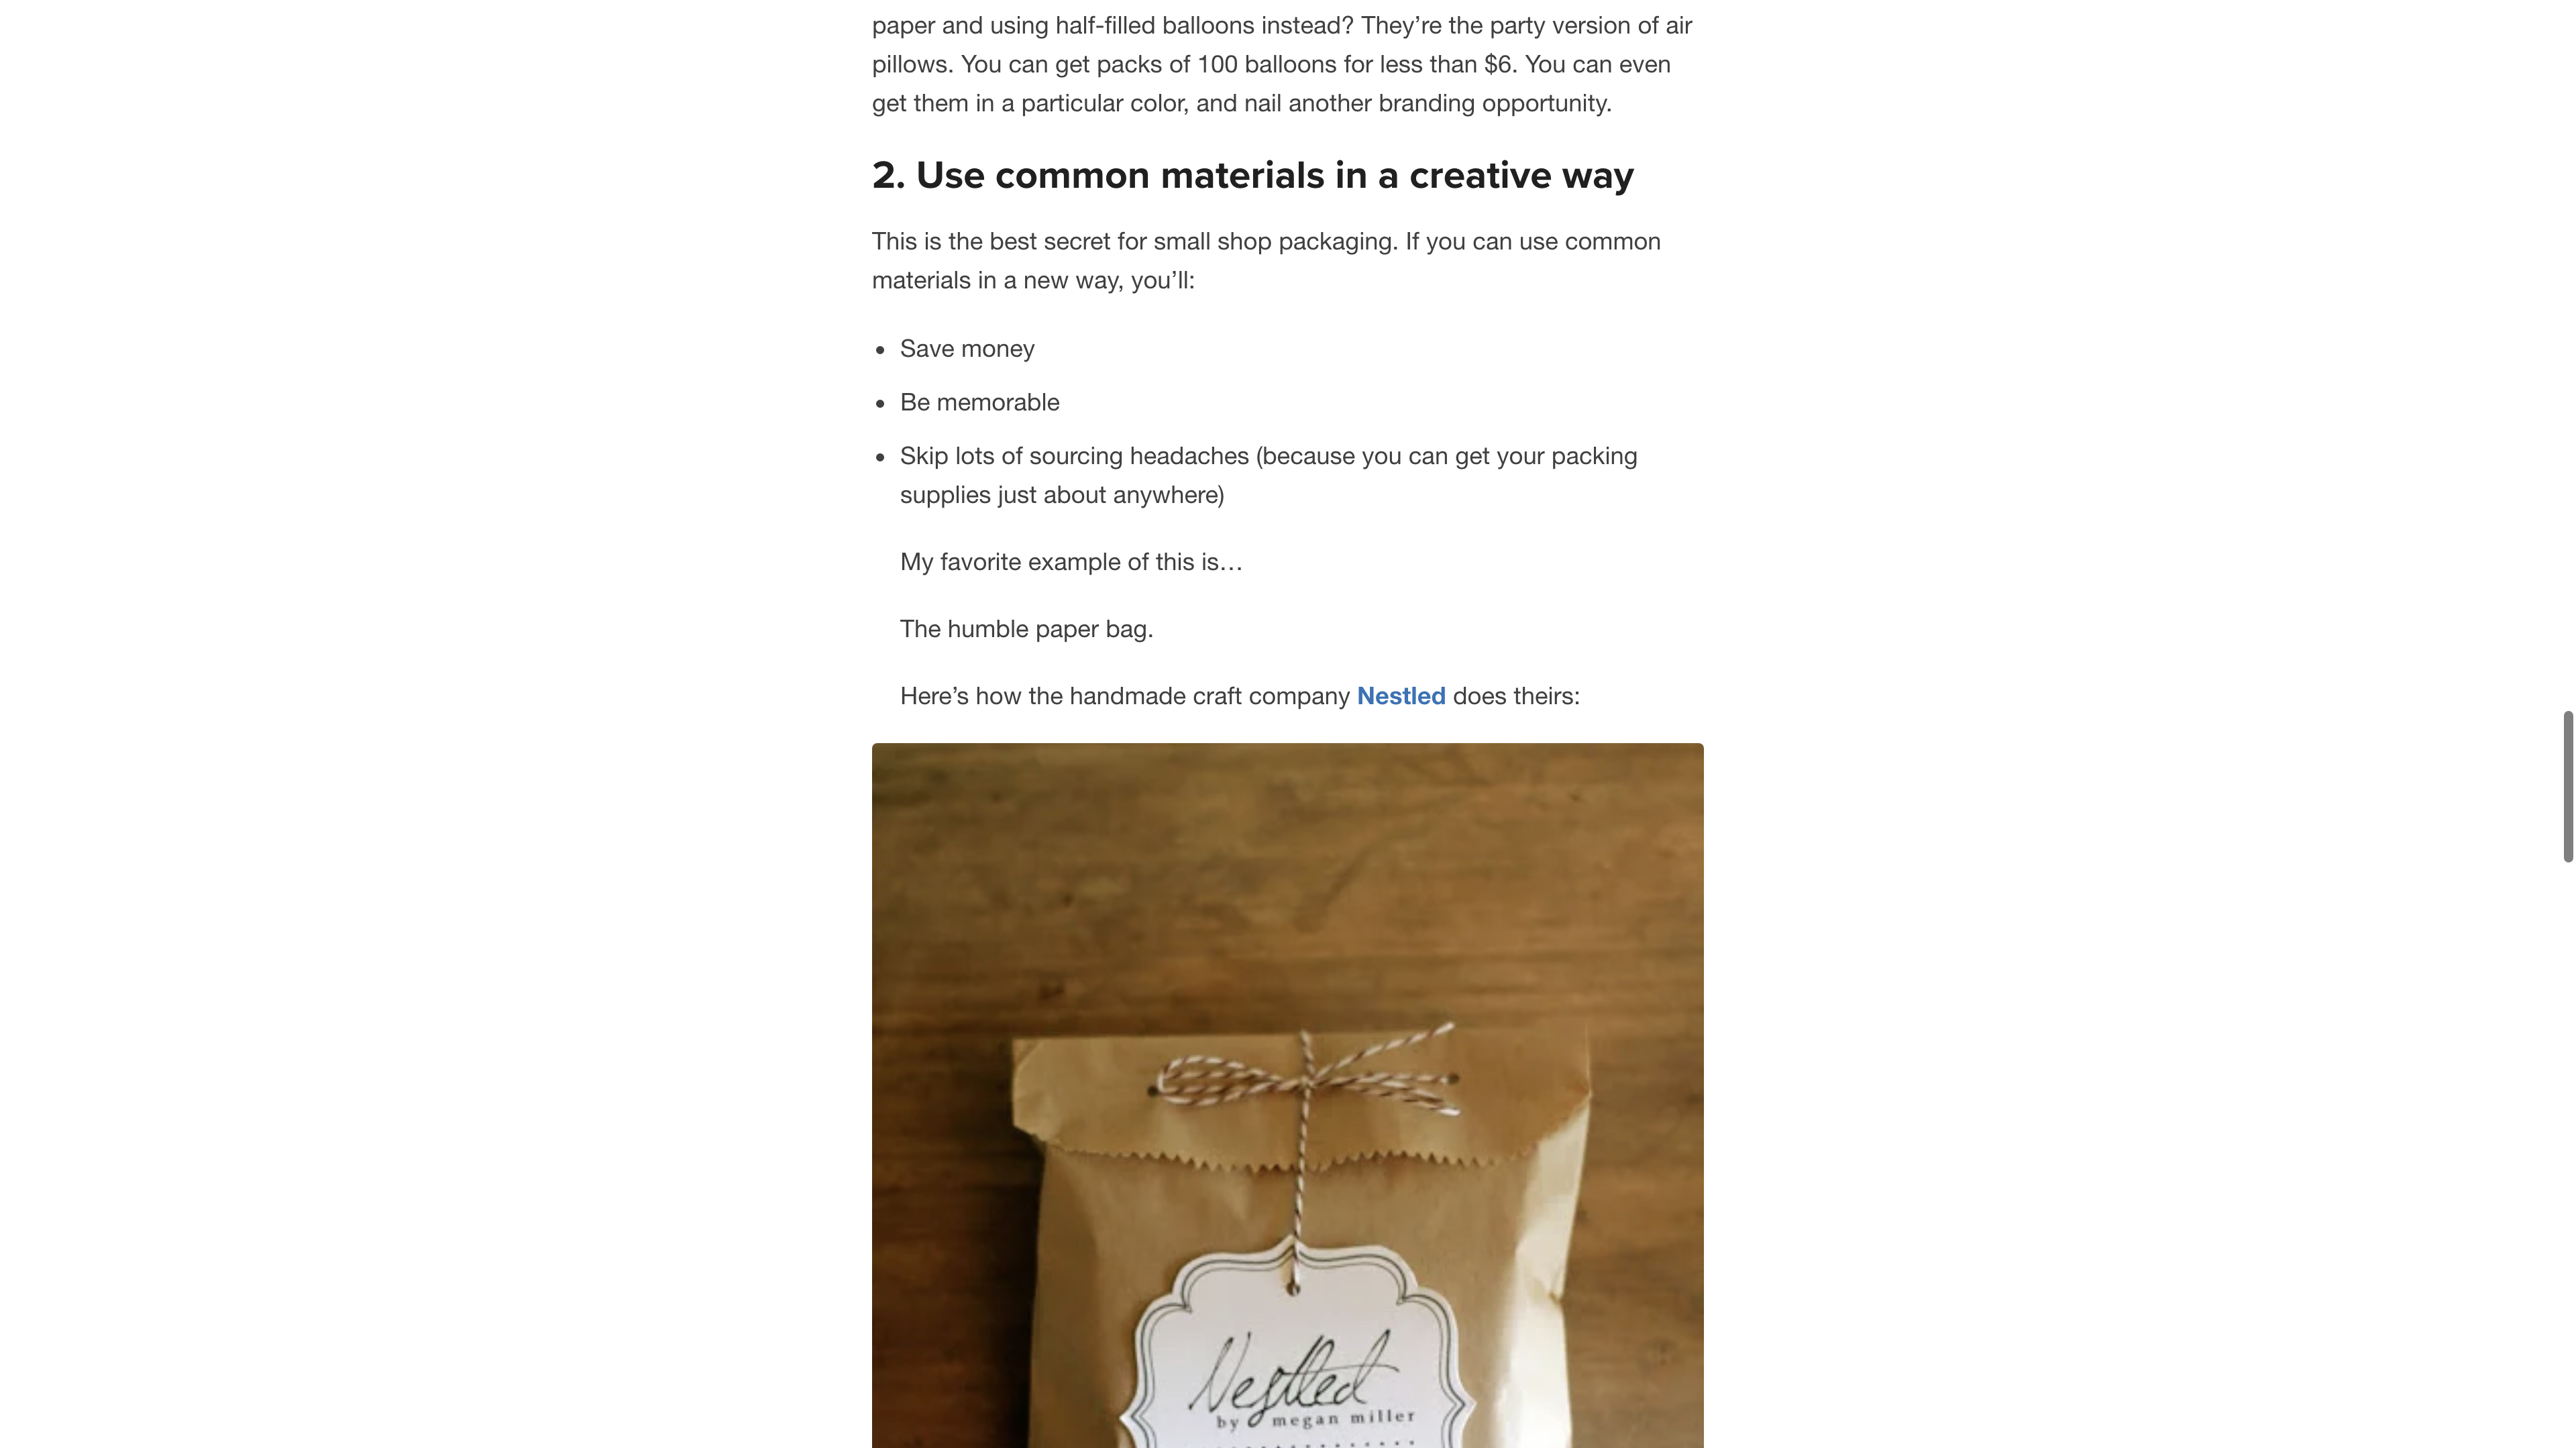 paper and using half-filled balloons instead? They’re the party version of air
pillows. You can get packs of 100 balloons for less than $6. You can even
get them in a particular color, and nail another branding opportunity.
2. Use common materials in a creative way
This is the best secret for small shop packaging. If you can use common
materials in a new way, you’ll:
• Save money
• Be memorable
• Skip lots of sourcing headaches (because you can get your packing
supplies just about anywhere)
My favorite example of this is…
The humble paper bag.
Here’s how the handmade craft company Nestled does theirs:
Nestled
by megan miller